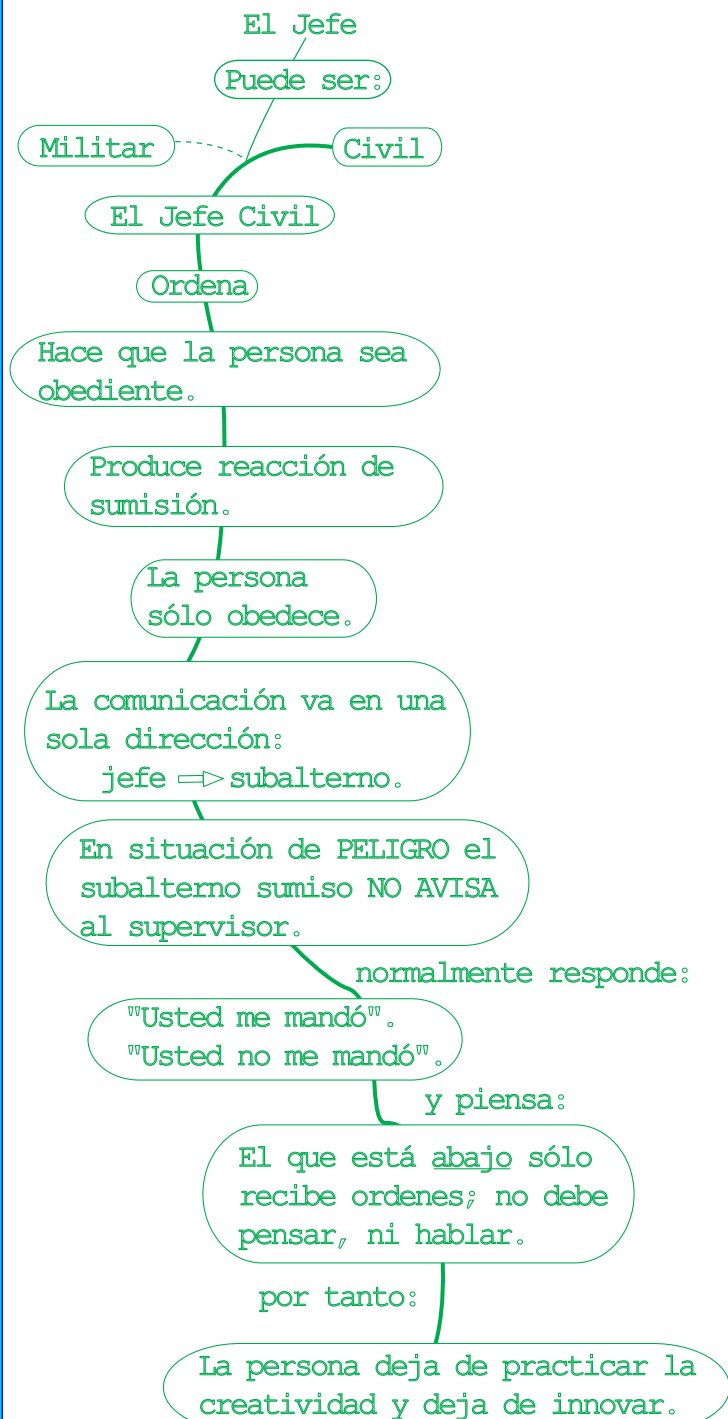 El Jefe
Puede ser:
Militar
Civil
El Jefe Civil
Ordena
Hace que la persona sea
obediente.
Produce reacción de
sumisión.
La persona
sólo obedece.
La comunicación va en una
sola dirección:
jefe ⇨ subalterno.
En situación de PELIGRO el
subalterno sumiso NO AVISA
al supervisor.
normalmente responde:
"Usted me mandó".
"Usted no me mandó".
y piensa:
El que está abajo sólo
recibe ordenes; no debe
pensar, ni hablar.
por tanto:
La persona deja de practicar la
creatividad y deja de innovar.